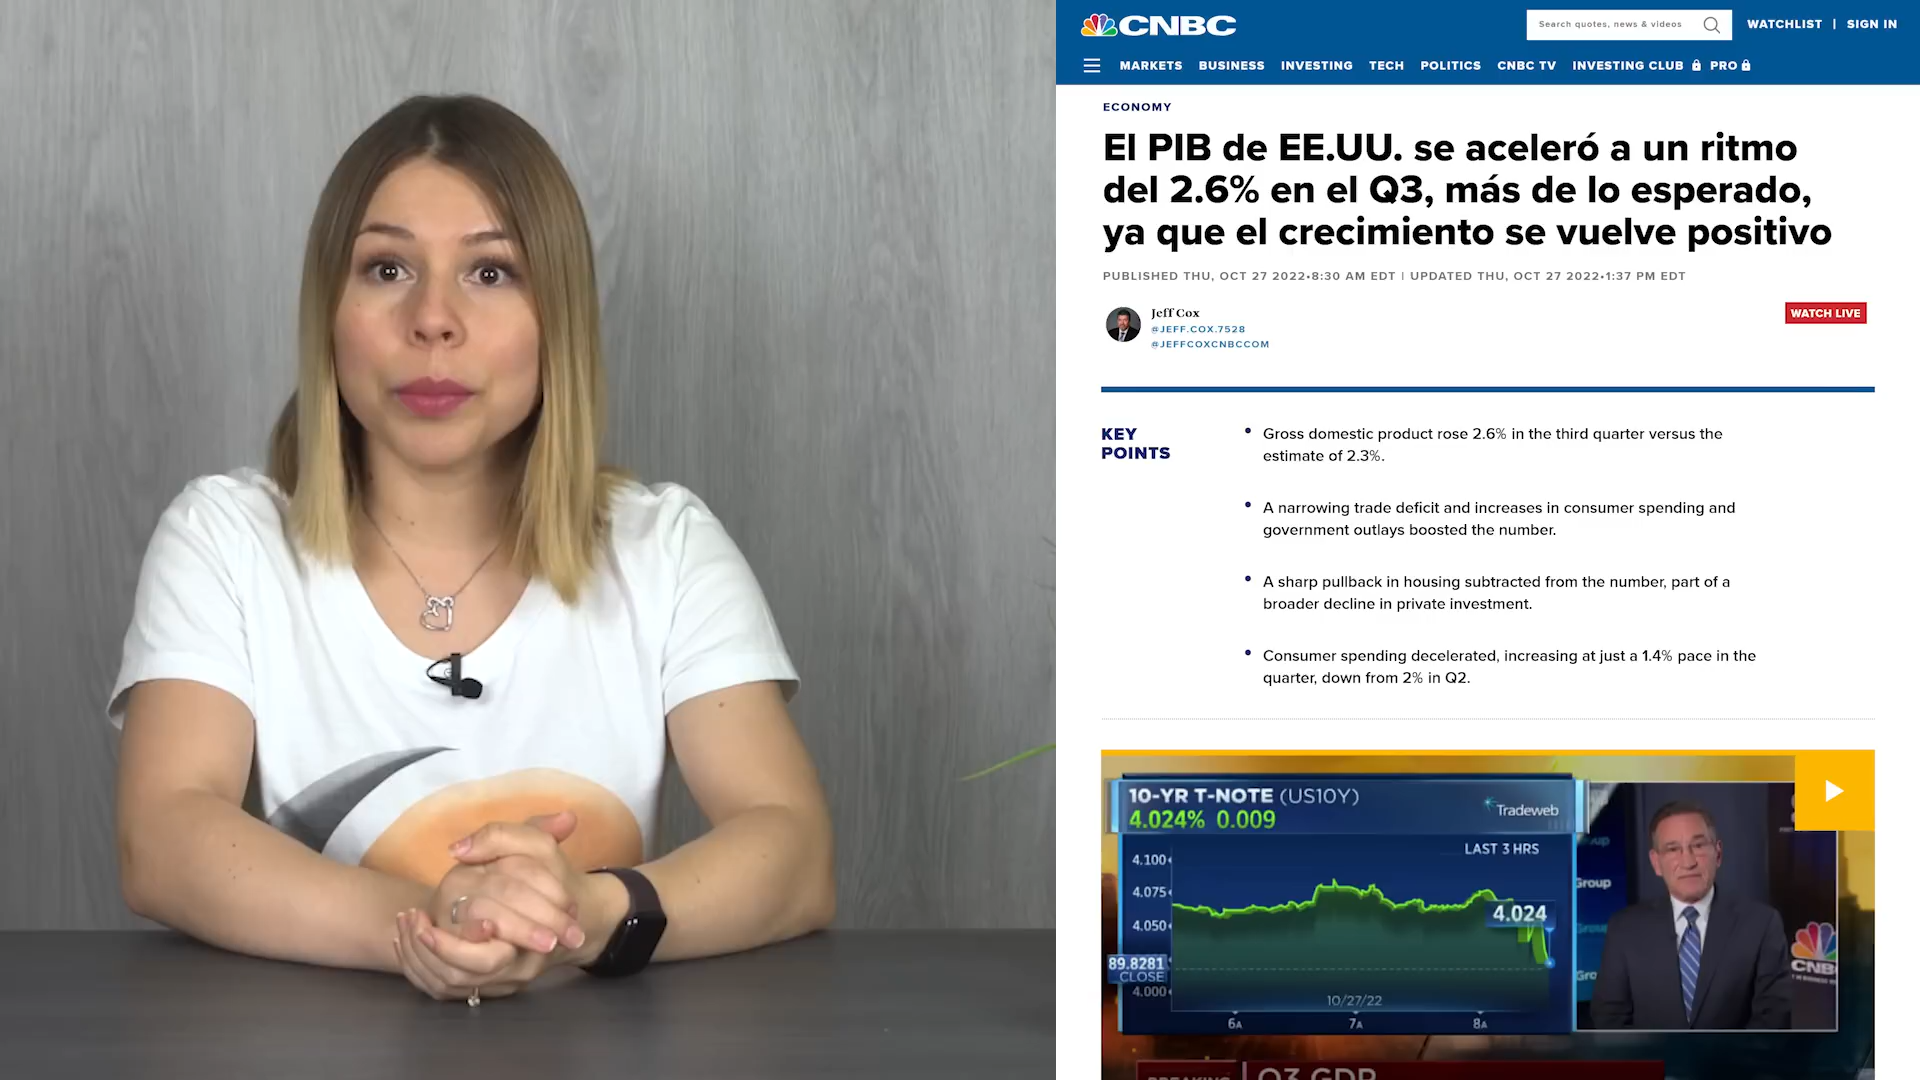 CNBC
Search quotes, news & videos
WATCHLIST | SIGN IN
MARKETS BUSINESS INVESTING TECH POLITICS CNBC TV INVESTING CLUB PRO
ECONOMY
El PIB de EE.UU. se aceleró a un ritmo
del 2.6% en el Q3, más de lo esperado,
ya que el crecimiento se vuelve positivo
PUBLISHED THU, OCT 27 2022•8:30 AM EDT | UPDATED THU, OCT 27 2022•1:37 PM EDT
Jeff Cox
@JEFF.COX.7528
@JEFFCOXCNBCCOM
WATCH LIVE
KEY
POINTS
• Gross domestic product rose 2.6% in the third quarter versus the
estimate of 2.3%.
• A narrowing trade deficit and increases in consumer spending and
government outlays boosted the number.
• A sharp pullback in housing subtracted from the number, part of a
broader decline in private investment.
• Consumer spending decelerated, increasing at just a 1.4% pace in the
quarter, down from 2% in Q2.
10-YR T-NOTE (US10Y)
4.024% 0.009
Tradeweb
LAST 3 HRS
4.100
4.075
4.050
4.024
89.8281
CLOSE
4.000
10/27/22
6A 7A 8A
Group
CNBC
BREAKING
Q3 GDP